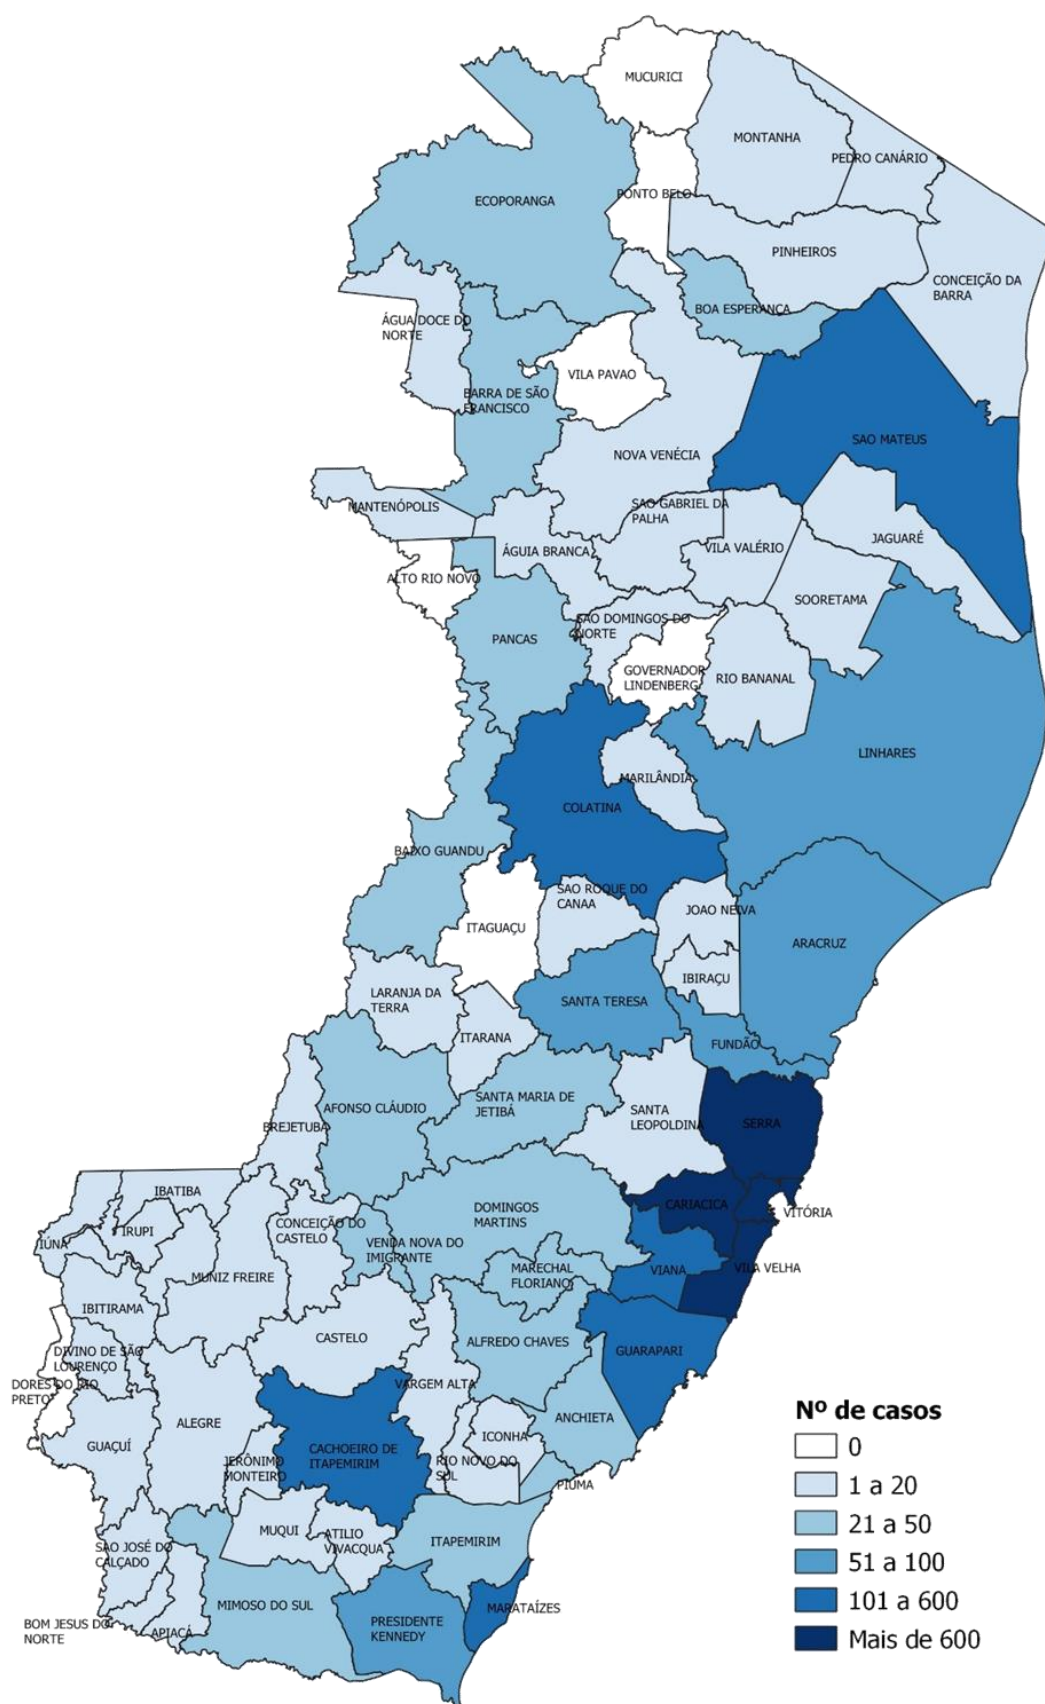 MUCURICI
MONTANHA
PEDRO CANÁRIO
ECOPORANGA
PONTO BELO
PINHEIROS
CONCEIÇÃO DA
BARRA
BOA ESPERANÇA
ÁGUA DOCE DO
NORTE
VILA PAVAO
BARRA DE SÃO
FRANCISCO
SAO MATEUS
NOVA VENÉCIA
MANTENÓPOLIS
SAO GABRIEL DA
PALHA
JAGUARÉ
ÁGUIA BRANCA
VILA VALÉRIO
ALTO RIO NOVO
SOORETAMA
PANCAS
SAO DOMINGOS DO
NORTE
GOVERNADOR
LINDENBERG
RIO BANANAL
LINHARES
MARILÂNDIA
COLATINA
BAIXO GUANDU
SAO ROQUE DO
CANAA
JOAO NEIVA
ITAGUAÇU
ARACRUZ
IBIRAÇU
LARANJA DA
TERRA
SANTA TERESA
ITARANA
FUNDÃO
SANTA MARIA DE
JETIBÁ
AFONSO CLÁUDIO
SANTA
LEOPOLDINA
SERRA
BREJETUBA
IBATIBA
CARIACICA
VITÓRIA
DOMINGOS
MARTINS
CONCEIÇÃO DO
CASTELO
IRUPI
IÚNA
VENDA NOVA DO
IMIGRANTE
MARECHAL
FLORIANO
VIANA
VILA VELHA
MUNIZ FREIRE
IBITIRAMA
CASTELO
ALFREDO CHAVES
GUARAPARI
DIVINO DE SÃO
LOURENÇO
DORES DO RIO
PRETO
VARGEM ALTA
ALEGRE
ANCHIETA
Nº de casos
0
1 a 20
21 a 50
51 a 100
101 a 600
Mais de 600
GUAÇUÍ
ICONHA
CACHOEIRO DE
ITAPEMIRIM
JERÔNIMO
MONTEIRO
RIO NOVO DO
SUL
PIÚMA
MUQUI
ATILIO
VIVACQUA
ITAPEMIRIM
SAO JOSÉ DO
CALÇADO
MIMOSO DO SUL
MARATAÍZES
BOM JESUS DO
NORTE
APIACÁ
PRESIDENTE
KENNEDY